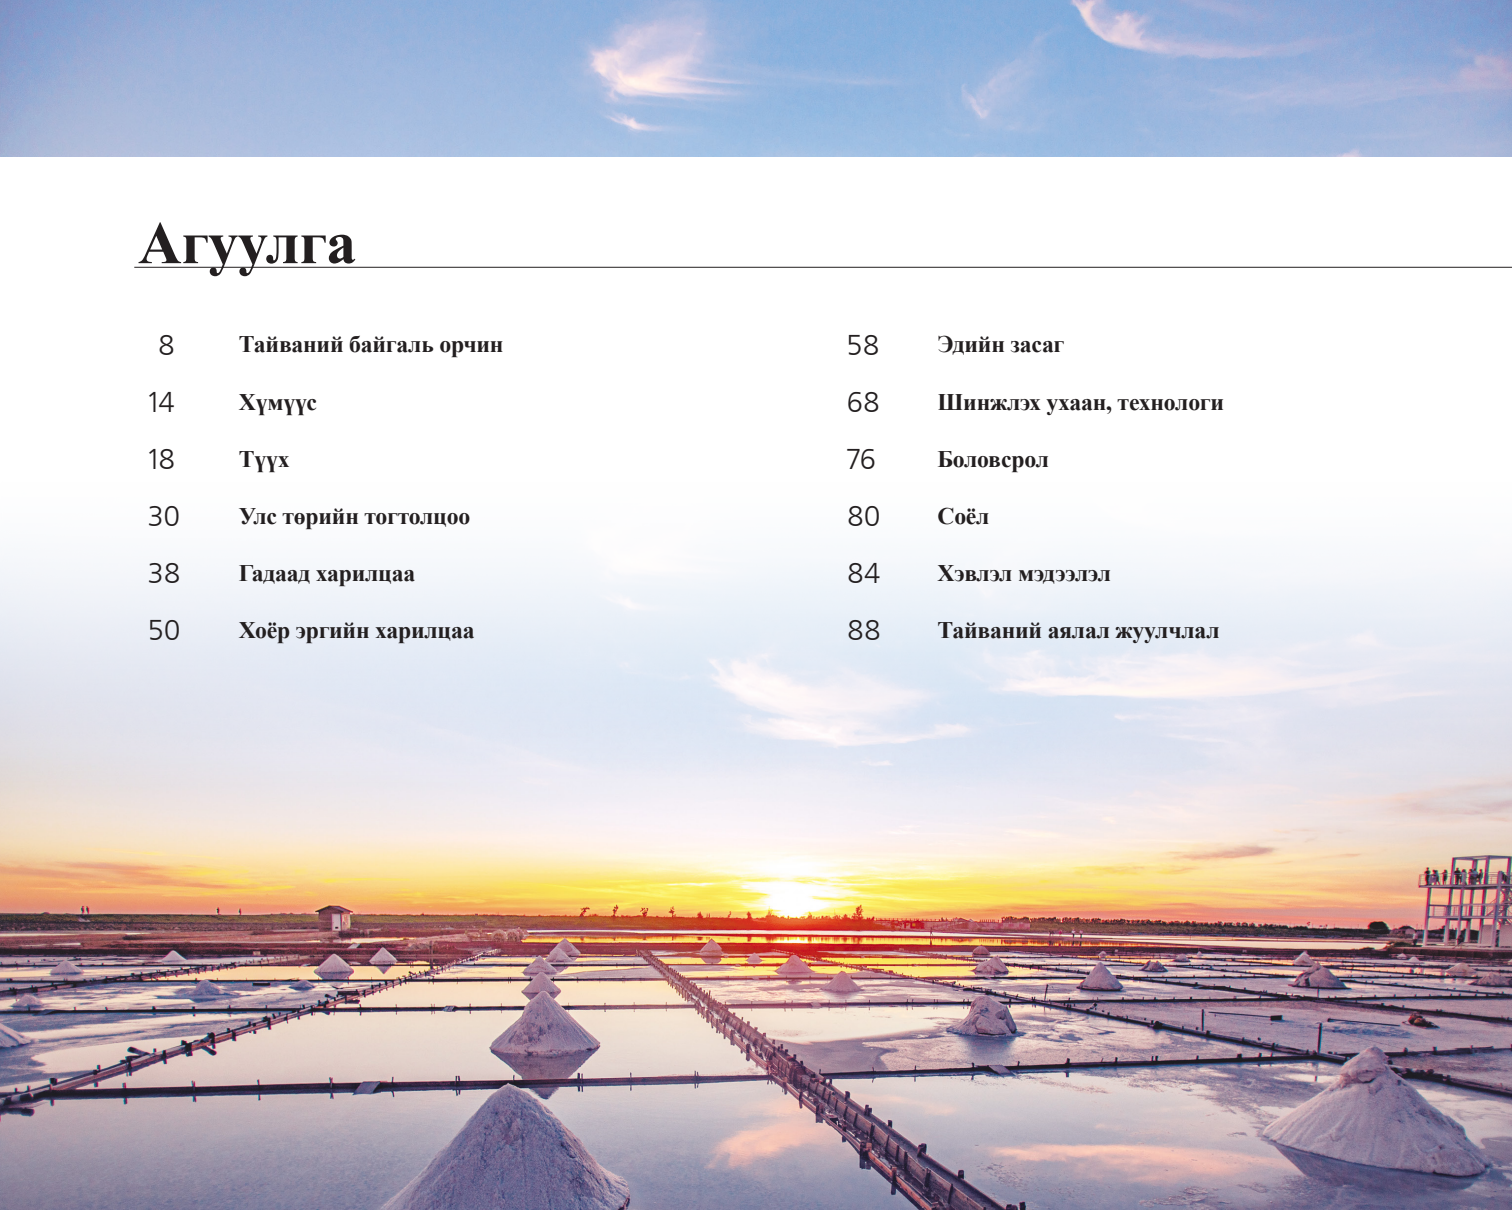 Агуулга
8 Тайваний байгаль орчин
14 Хүмүүс
18 Түүх
30 Улс төрийн тогтолцоо
38 Гадаад харилцаа
50 Хоёр эргийн харилцаа
58 Эдийн засаг
68 Шинжлэх ухаан, технологи
76 Боловсрол
80 Соёл
84 Хэвлэл мэдээлэл
88 Тайваний аялал жуулчлал